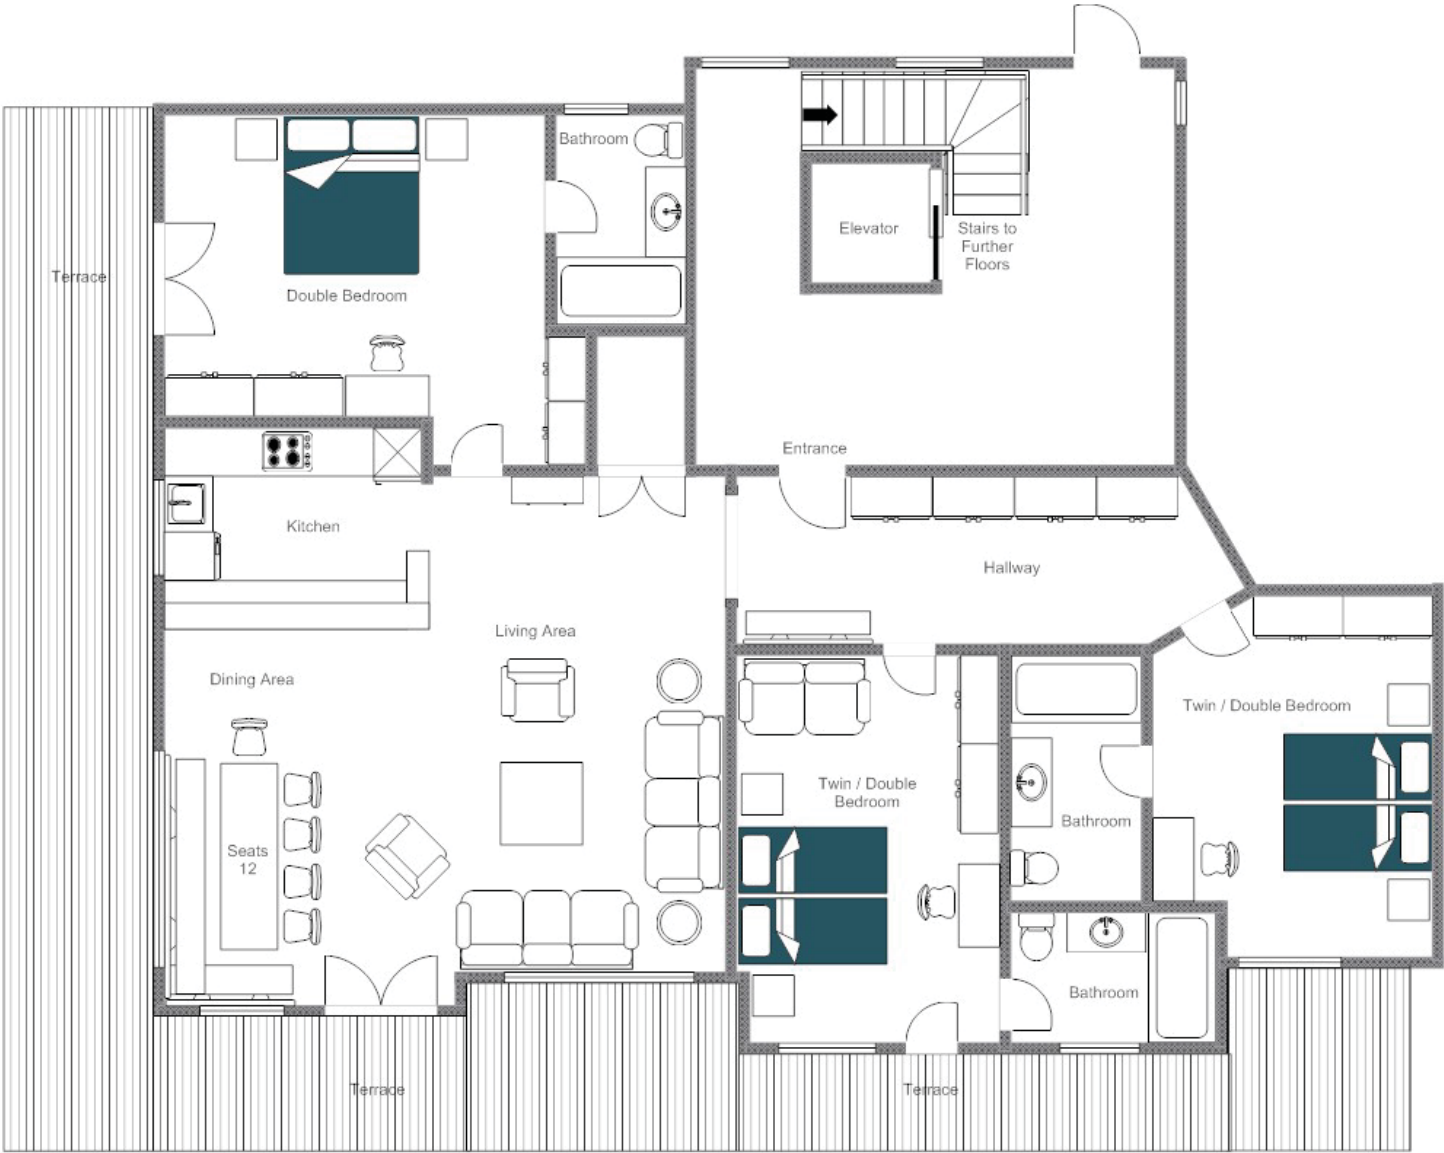 Bathroom
Elevator
Stairs to
Further
Floors
Terrace
Double Bedroom
Entrance
Kitchen
Hallway
Living Area
Dining Area
Twin / Double Bedroom
Twin / Double
Bedroom
Bathroom
Seats
12
Bathroom
Terrace
Terrace